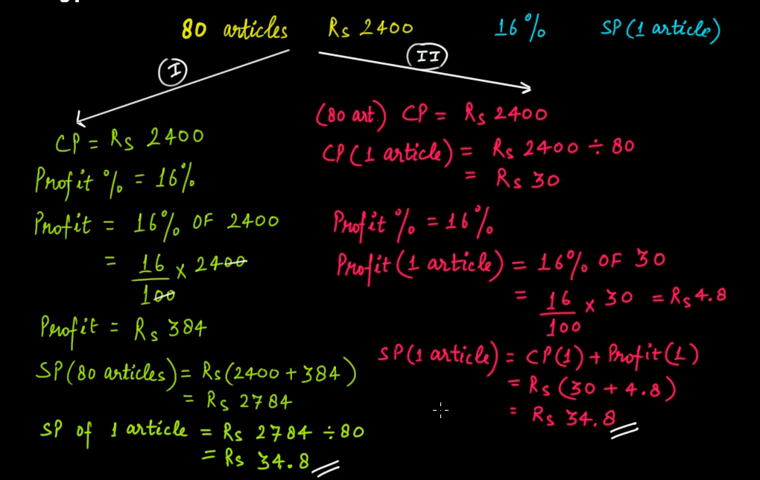 80 articles Rs 2400 16% SP (1 article)
I
II
CP = Rs 2400
Profit % = 16%
Profit = 16% OF 2400
= 16/100 x 2400
Profit = Rs 384
SP (80 articles) = Rs (2400 + 384)
= Rs 2784
SP of 1 article = Rs 2784 ÷ 80
= Rs 34.8
(80 art.) CP = Rs 2400
CP (1 article) = Rs 2400 ÷ 80
= Rs 30
Profit % = 16%
Profit (1 article) = 16% OF 30
= 16/100 x 30 = Rs 4.8
SP (1 article) = CP(1) + Profit (1)
= Rs (30 + 4.8)
= Rs 34.8